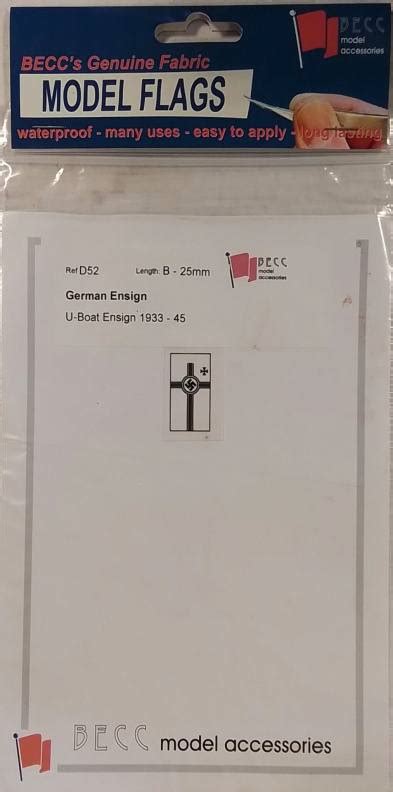 BECC
model
accessories
BECC's Genuine Fabric
MODEL FLAGS
waterproof - many uses - easy to apply - long lasting
Ref D52 Length: B - 25mm
BECC
model
accessories
German Ensign
U-Boat Ensign 1933 - 45
BECC model accessories